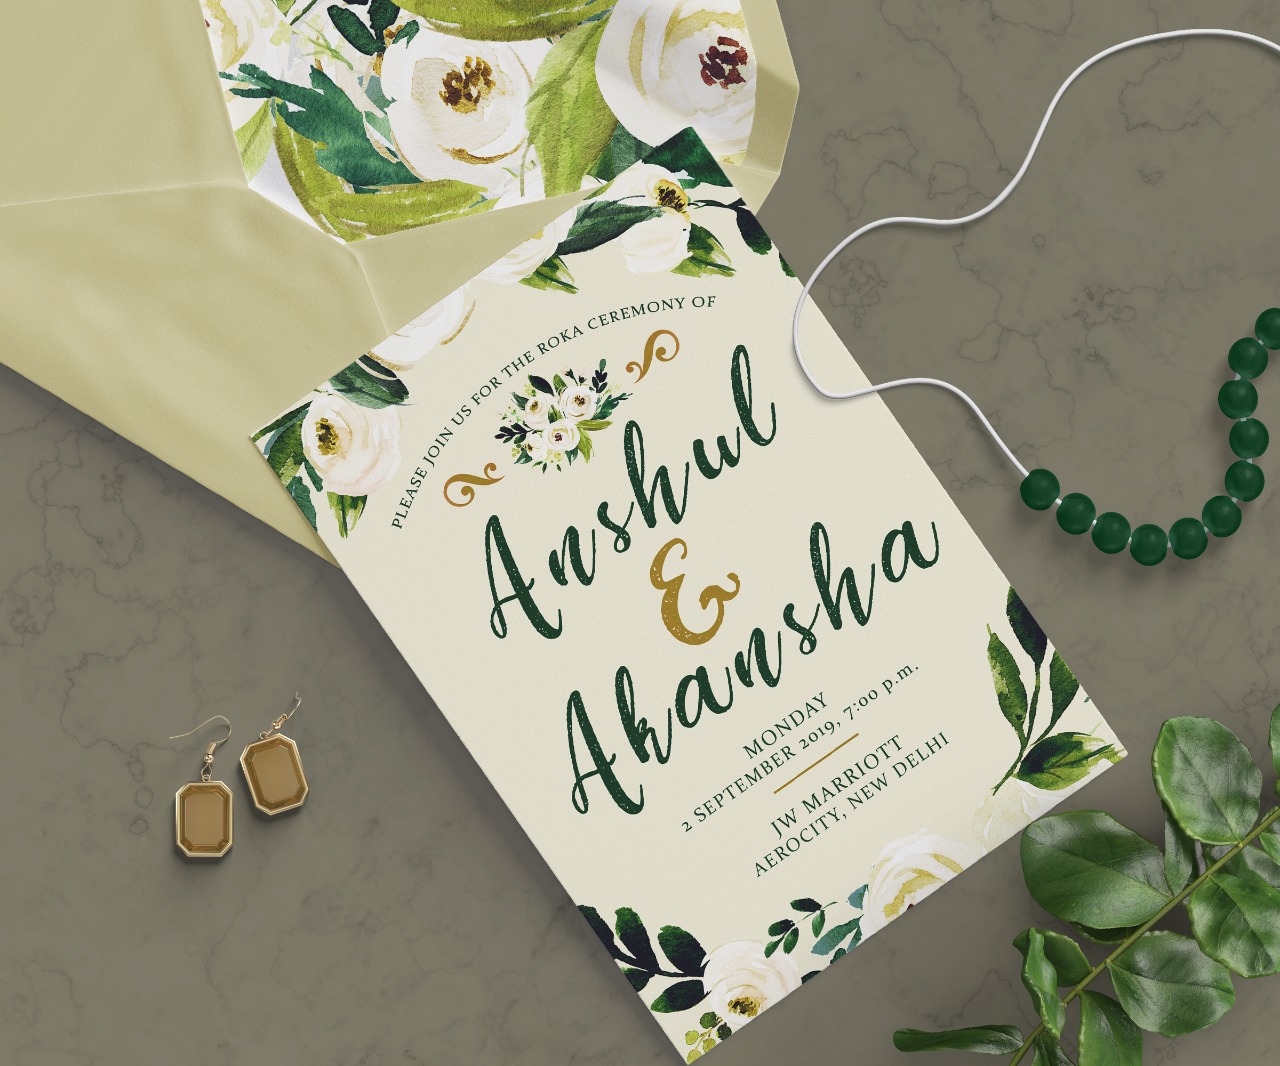 PLEASE JOIN US FOR THE ROKA CEREMONY OF
Anshul
&
Akansha
MONDAY
2 SEPTEMBER 2019, 7:00 p.m.
JW MARRIOTT
AEROCITY, NEW DELHI